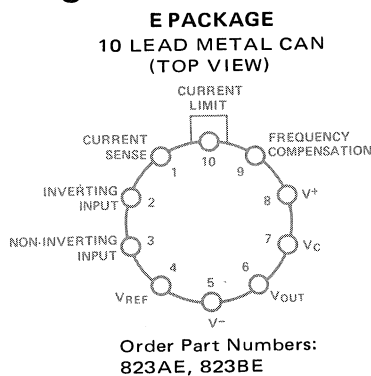 E PACKAGE
10 LEAD METAL CAN
(TOP VIEW)
CURRENT
LIMIT
CURRENT
SENSE
FREQUENCY
COMPENSATION
10
1
9
INVERTING
INPUT
2
8
V+
NON-INVERTING
INPUT
3
7
VC
4
5
6
VREF
VOUT
V−
Order Part Numbers:
823AE, 823BE